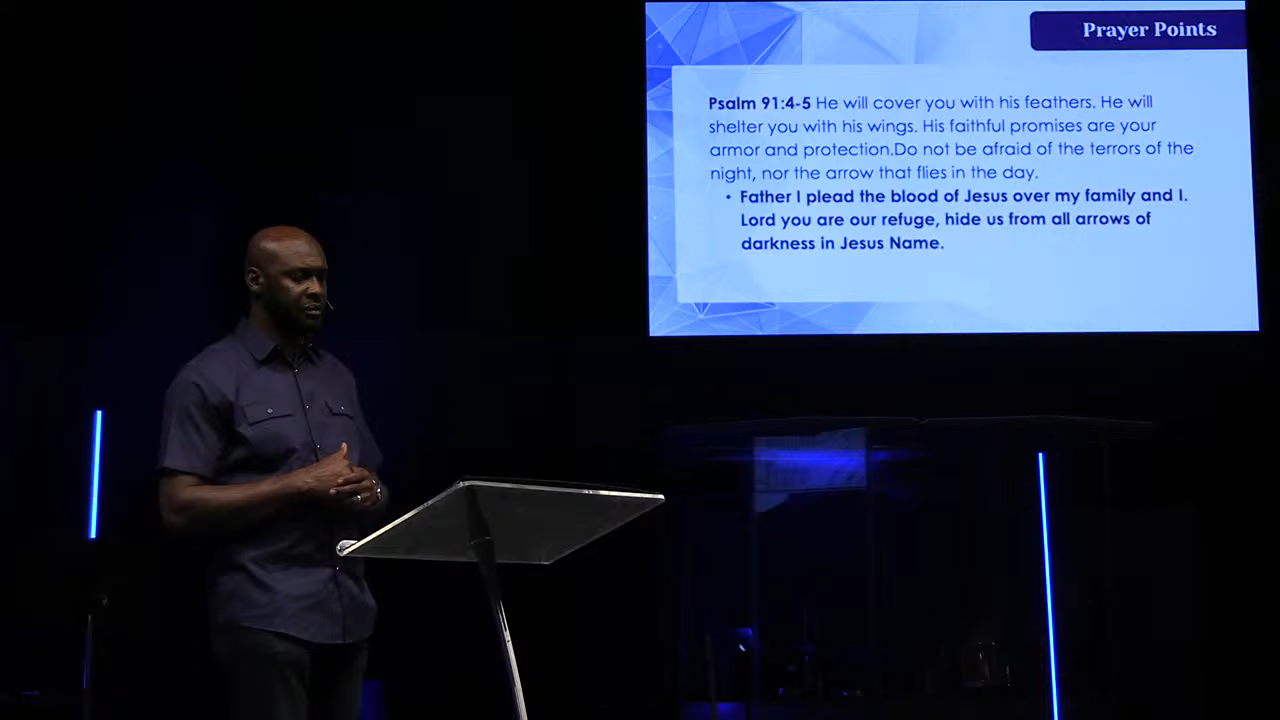 Prayer Points
Psalm 91:4-5 He will cover you with his feathers. He will
shelter you with his wings. His faithful promises are your
armor and protection.Do not be afraid of the terrors of the
night, nor the arrow that flies in the day.
• Father I plead the blood of Jesus over my family and I.
Lord you are our refuge, hide us from all arrows of
darkness in Jesus Name.